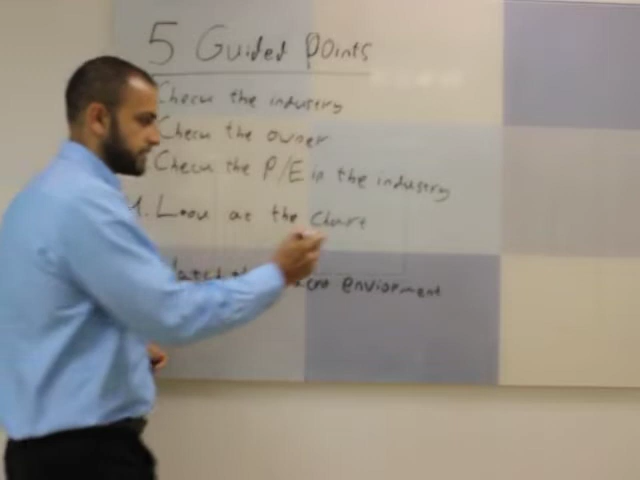 5 Guided Points
Check the industry
Check the owner
Check the P/E in the industry
4. Look at the chart
enviorment